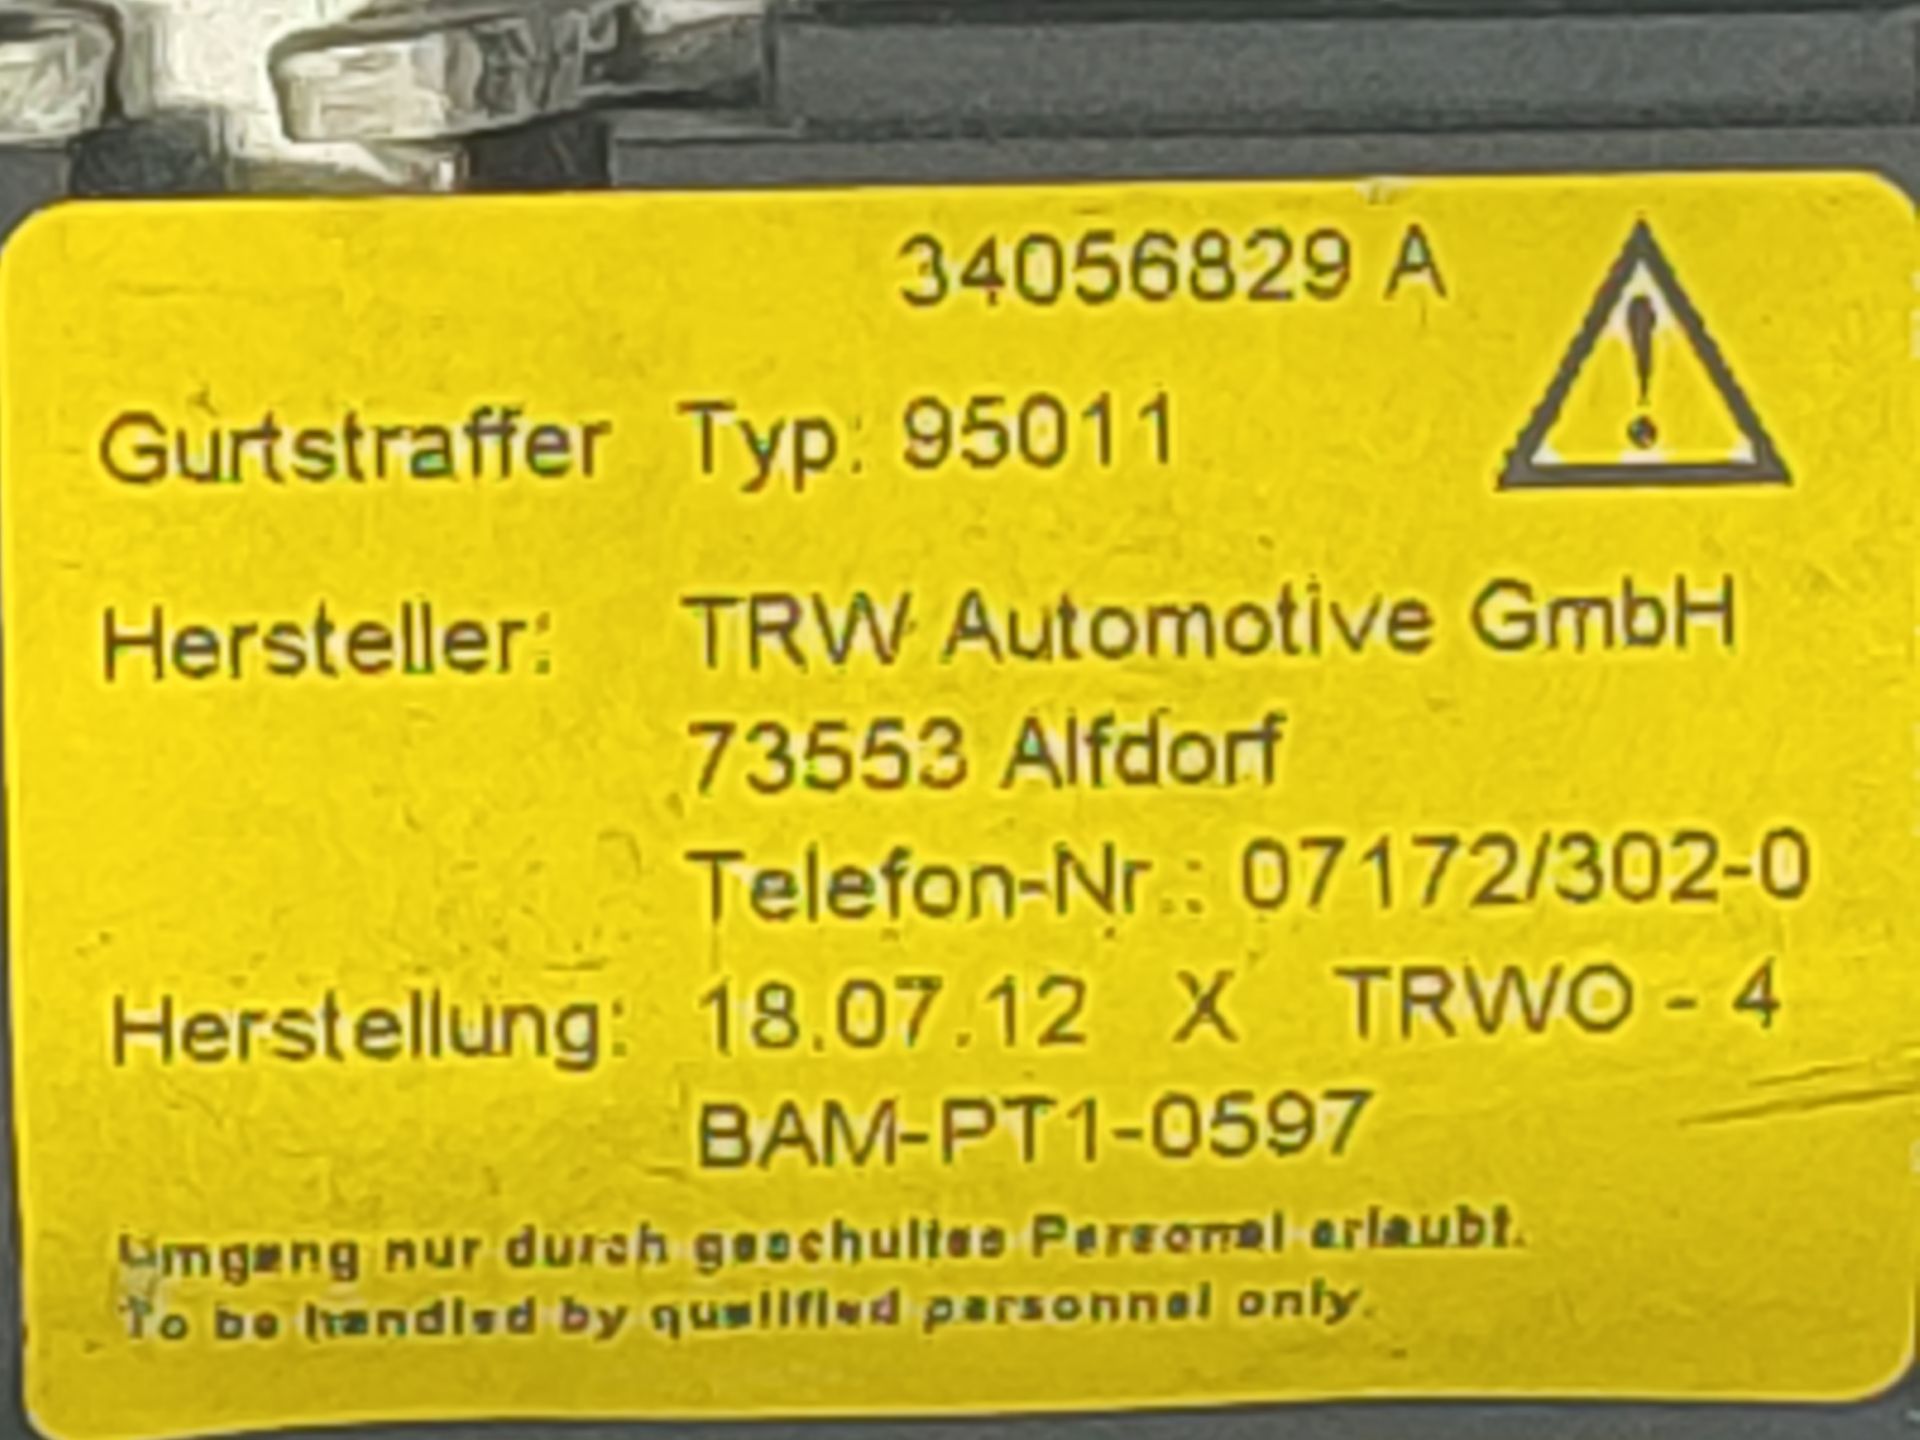 34056829 A
Gurtstraffer Typ: 95011
Hersteller: TRW Automotive GmbH
73553 Alfdorf
Telefon-Nr.: 07172/302-0
Herstellung: 18.07.12 X TRWO - 4
BAM-PT1-0597
Umgang nur durch geschultes Personal erlaubt.
To be handled by qualified personnel only.